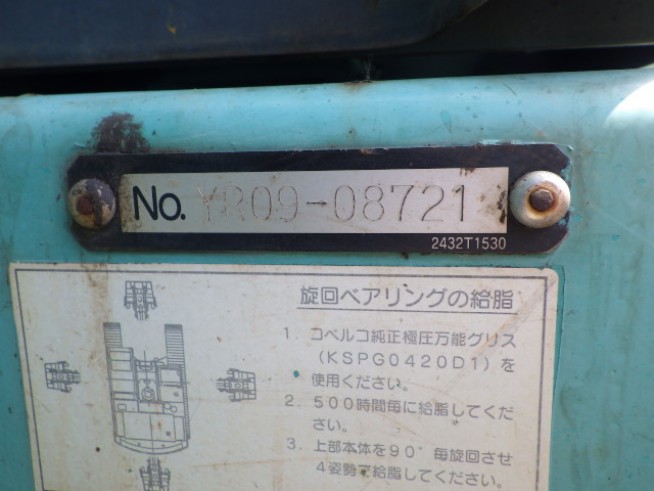 No. YR09-08721
2432T1530
旋回ベアリングの給脂
1. コベルコ純正極圧万能グリス
(KSPG0420D1)を
使用ください。
2. 500時間毎に給脂してくだ
さい。
3. 上部本体を90°毎旋回させ
4姿勢で給脂してください。